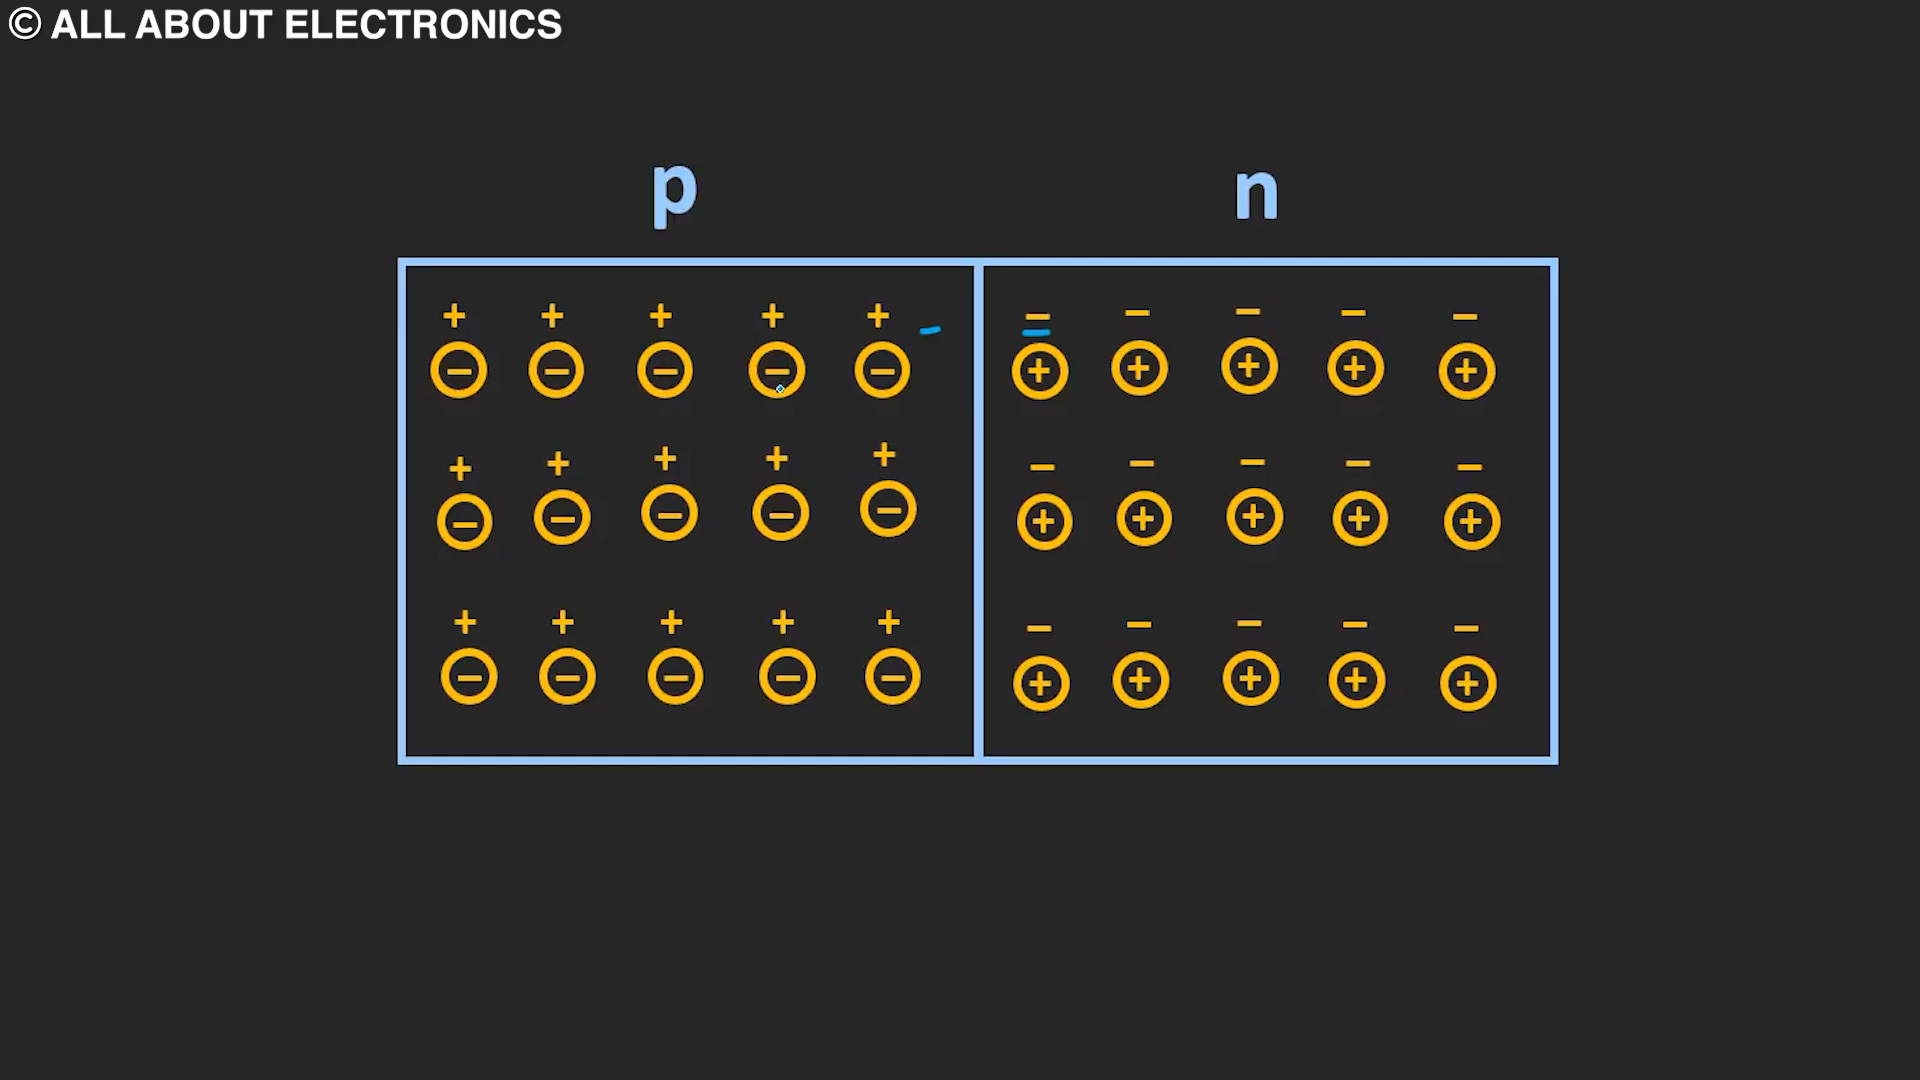 © ALL ABOUT ELECTRONICS
p n
+ + + + + − − − − − −
− − − − − + + + + +
+ + + + + − − − − −
− − − − − + + + + +
+ + + + + − − − − −
− − − − − + + + + +